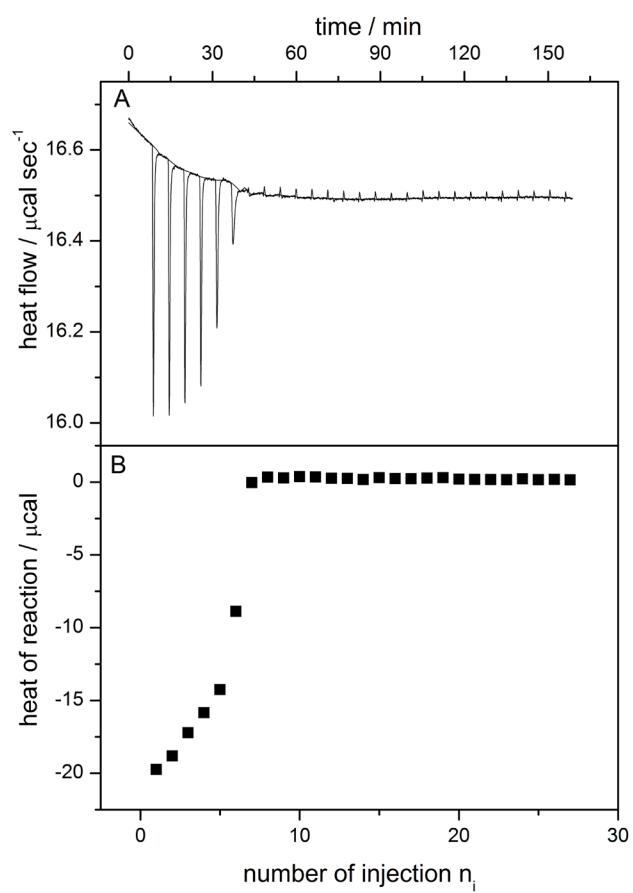 time / min
0 30 60 90 120 150
A
16.6
16.4
16.2
16.0
heat flow / μcal sec⁻¹
B
0
-5
-10
-15
-20
heat of reaction / μcal
0 10 20 30
number of injection nᵢ